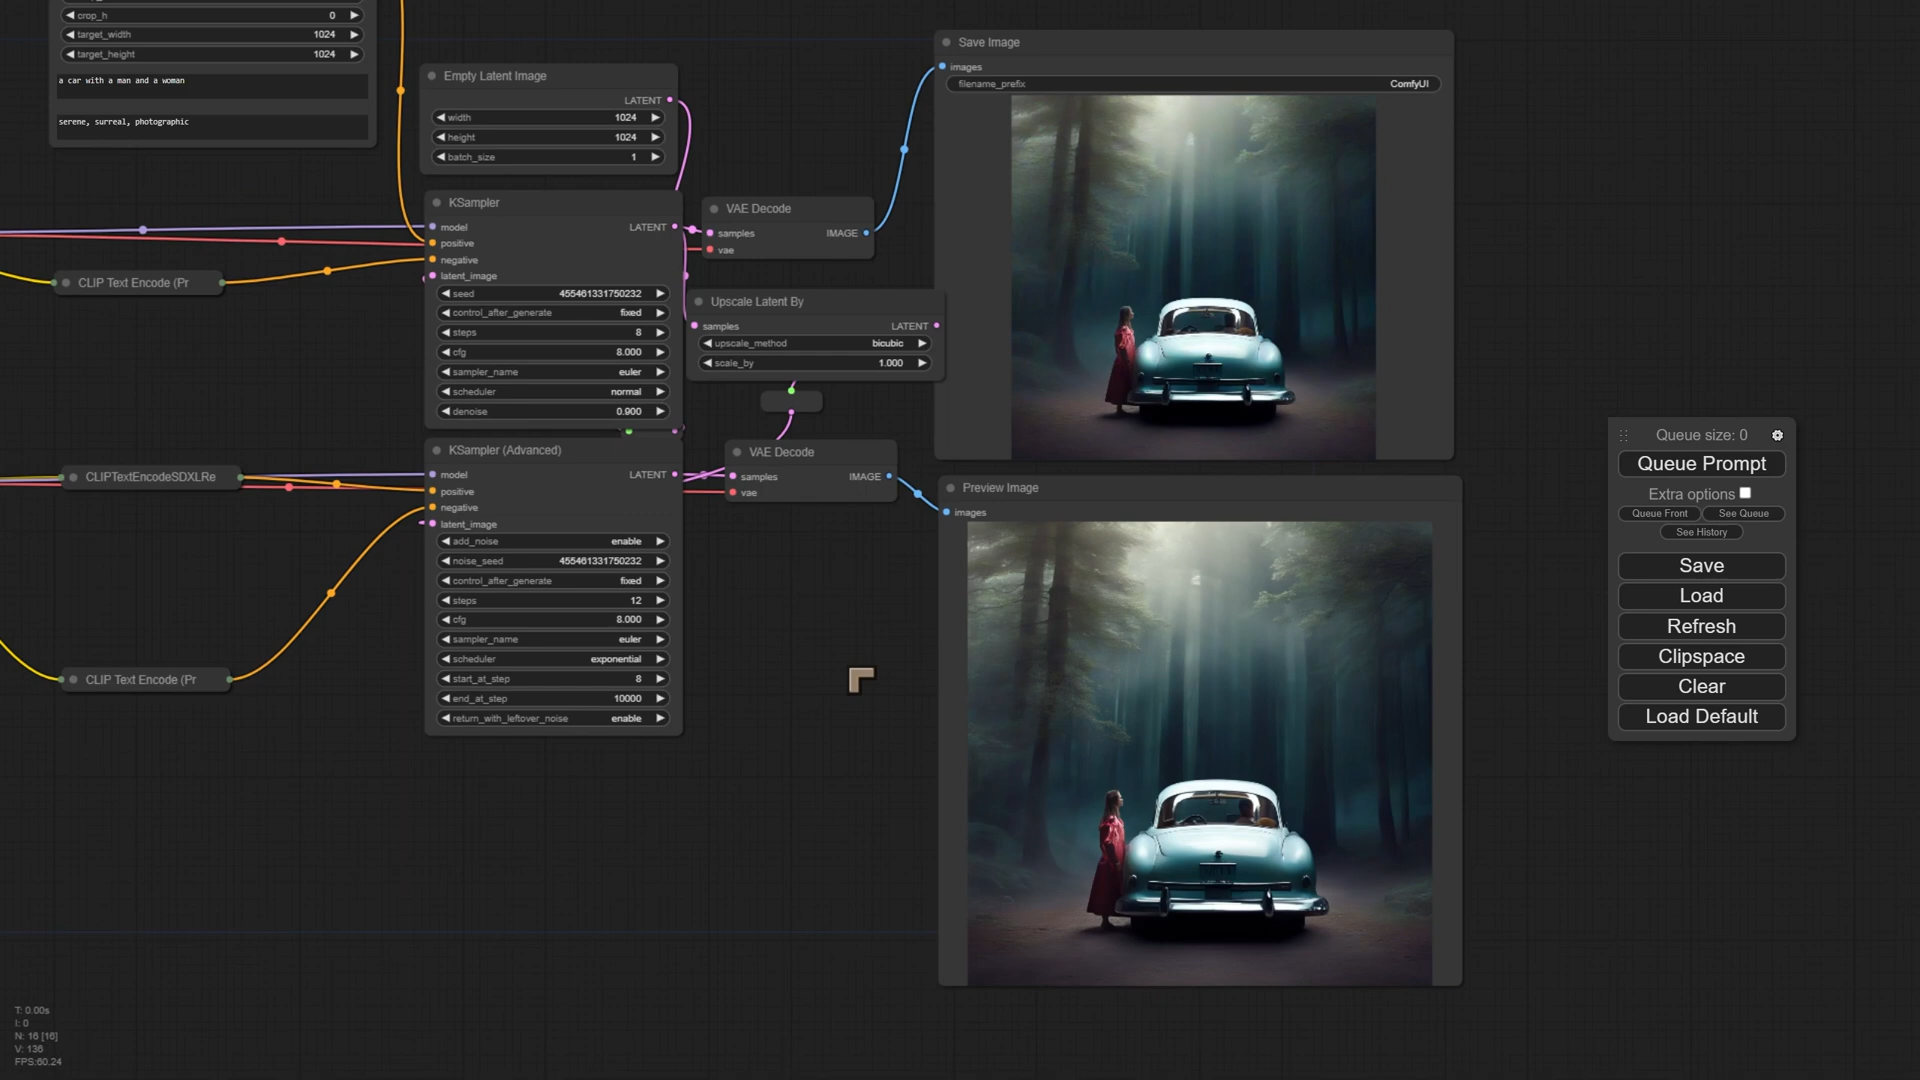 crop_h 0
target_width 1024
target_height 1024
a car with a man and a woman
serene, surreal, photographic
Empty Latent Image
LATENT
width 1024
height 1024
batch_size 1
KSampler
model LATENT
positive
negative
latent_image
seed 455461331750232
control_after_generate fixed
steps 8
cfg 8.000
sampler_name euler
scheduler normal
denoise 0.900
CLIP Text Encode (Pr
VAE Decode
samples IMAGE
vae
Upscale Latent By
samples LATENT
upscale_method bicubic
scale_by 1.000
CLIPTextEncodeSDXLRe
CLIP Text Encode (Pr
KSampler (Advanced)
model LATENT
positive
negative
latent_image
add_noise enable
noise_seed 455461331750232
control_after_generate fixed
steps 12
cfg 8.000
sampler_name euler
scheduler exponential
start_at_step 8
end_at_step 10000
return_with_leftover_noise enable
VAE Decode
samples IMAGE
vae
Save Image
images
filename_prefix ComfyUI
Preview Image
images
Queue size: 0
Queue Prompt
Extra options
Queue Front See Queue
See History
Save
Load
Refresh
Clipspace
Clear
Load Default
T: 0.00s
I: 0
N: 16 [16]
V: 136
FPS:60.24